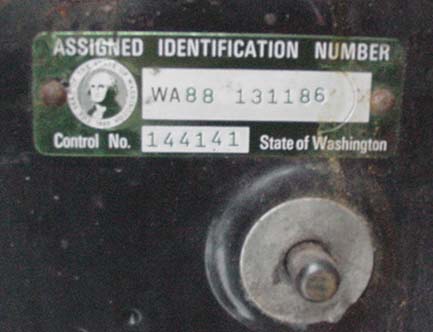 ASSIGNED IDENTIFICATION NUMBER
WA88 131186
Control No. 144141 State of Washington